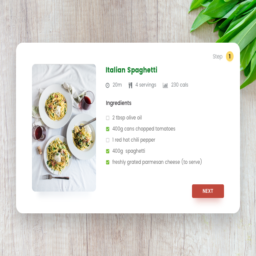 Step 1
Italian Spaghetti
20m 4 servings 230 cals
Ingredients
2 tbsp olive oil
400g cans chopped tomatoes
1 red hot chili pepper
400g spaghetti
freshly grated parmesan cheese (to serve)
NEXT